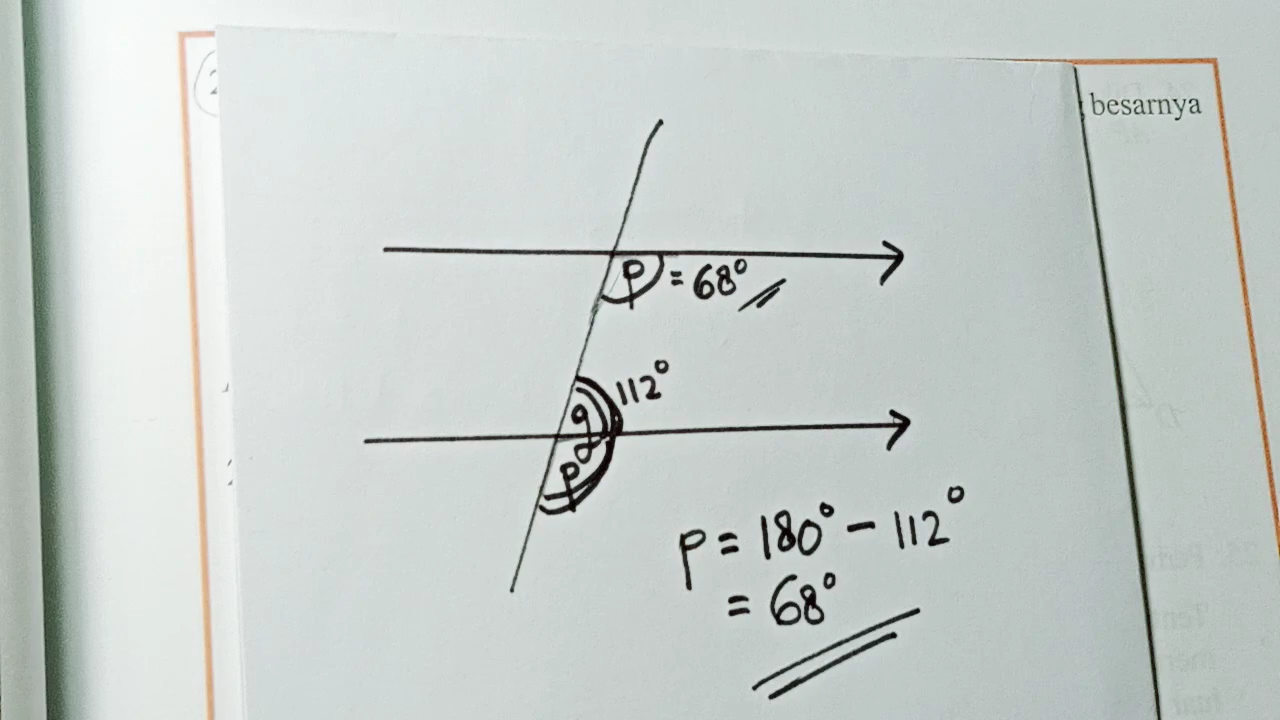 besarnya
p = 68°
112°
q
p
p = 180° - 112°
= 68°